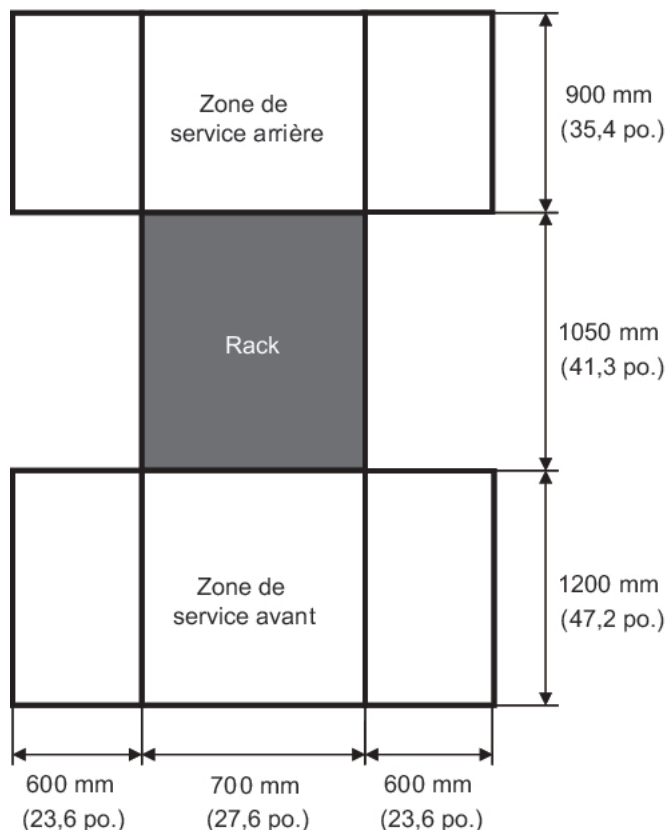 Zone de
service arrière
900 mm
(35,4 po.)
Rack
1050 mm
(41,3 po.)
Zone de
service avant
1200 mm
(47,2 po.)
600 mm
(23,6 po.)
700 mm
(27,6 po.)
600 mm
(23,6 po.)